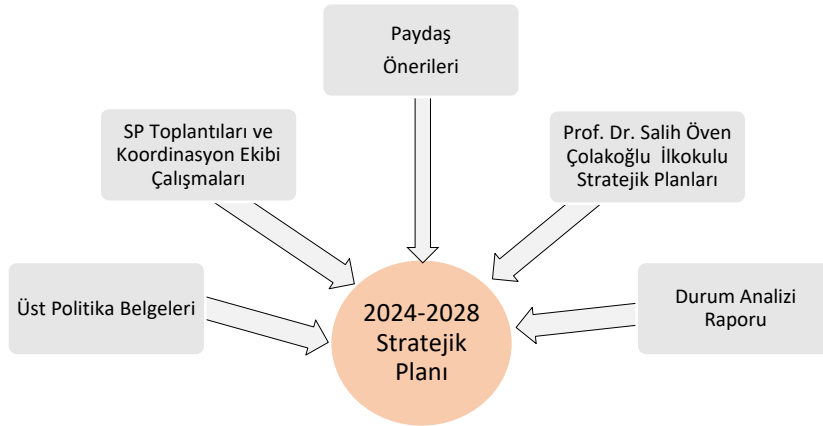 Paydaş
Önerileri
SP Toplantıları ve
Koordinasyon Ekibi
Çalışmaları
Prof. Dr. Salih Öven
Çolakoğlu İlkokulu
Stratejik Planları
Üst Politika Belgeleri
2024-2028
Stratejik
Planı
Durum Analizi
Raporu